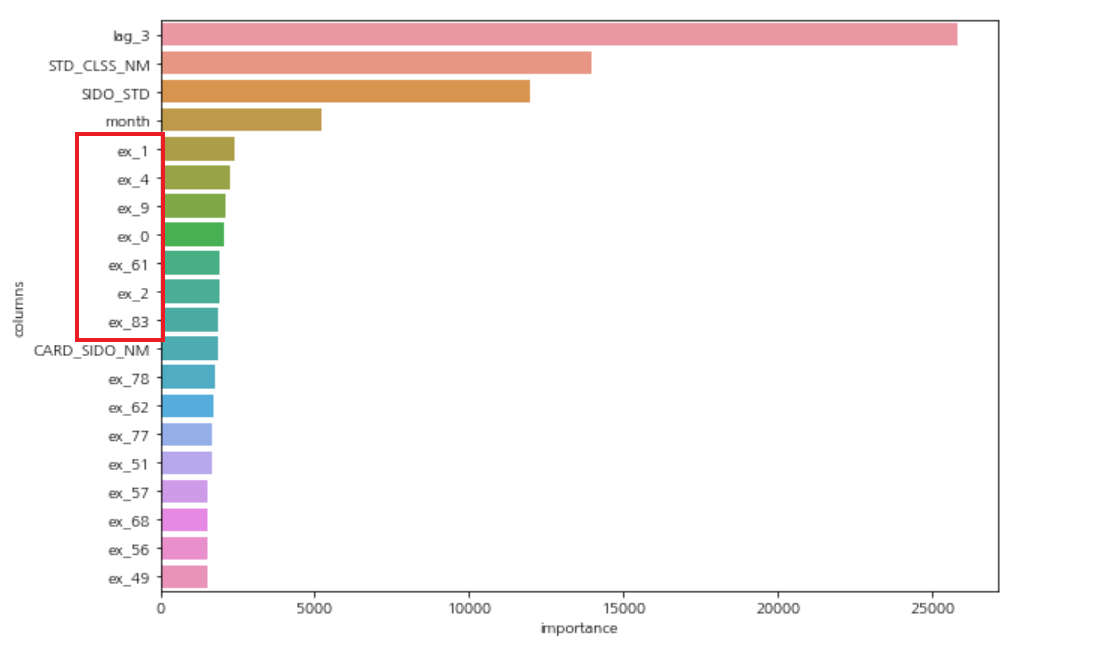 lag_3
STD_CLSS_NM
SIDO_STD
month
ex_1
ex_4
ex_9
ex_0
ex_61
ex_2
ex_83
CARD_SIDO_NM
ex_78
ex_62
ex_77
ex_51
ex_57
ex_68
ex_56
ex_49
columns
0 5000 10000 15000 20000 25000
importance